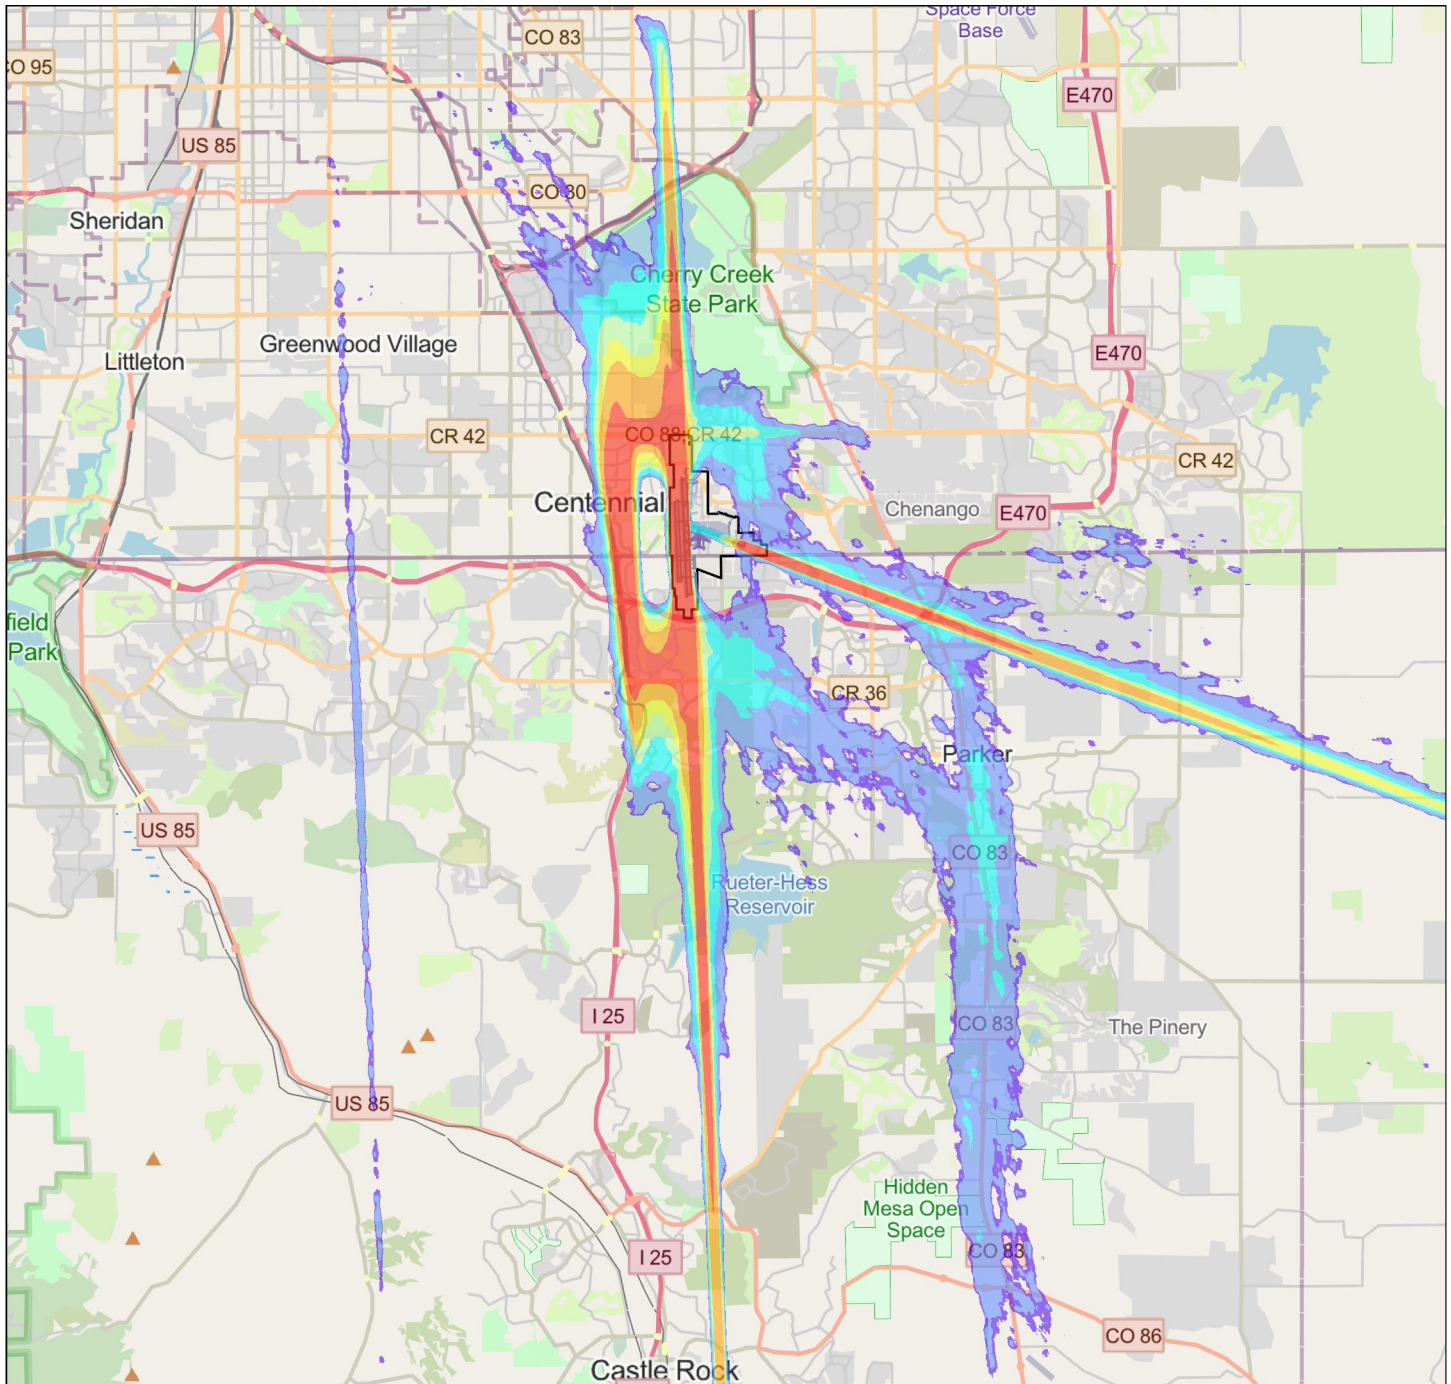 Space Force
Base
CO 83
CO 95
E470
US 85
CO 30
Sheridan
Cherry Creek
State Park
Greenwood Village
E470
Littleton
CR 42
CO 88;CR 42
CR 42
Centennial
Chenango
E470
field
Park
CR 36
Parker
US 85
CO 83
Rueter-Hess
Reservoir
I 25
CO 83
The Pinery
US 85
Hidden
Mesa Open
Space
CO 83
I 25
CO 86
Castle Rock